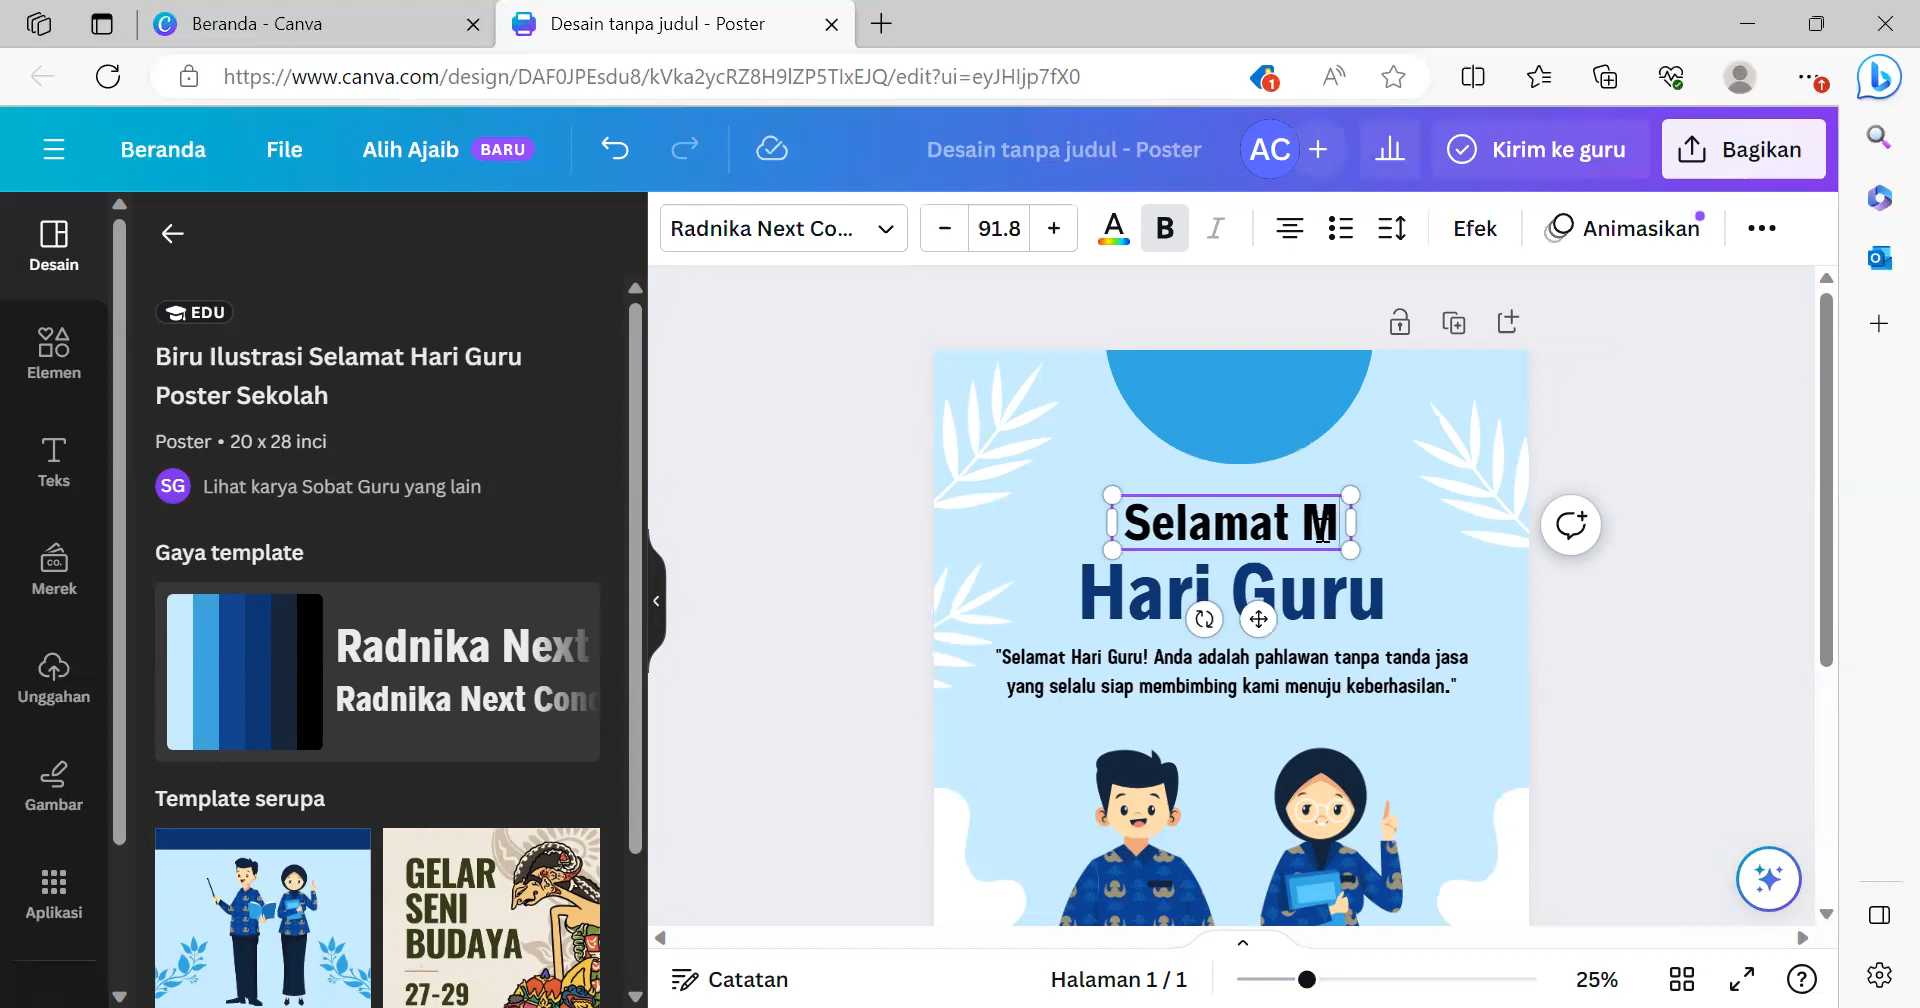 Beranda - Canva
Desain tanpa judul - Poster
https://www.canva.com/design/DAF0JPEsdu8/kVka2ycRZ8H9lZP5TIxEJQ/edit?ui=eyJHIjp7fX0
1
Beranda
File
Alih Ajaib BARU
Desain tanpa judul - Poster
AC
Kirim ke guru
Bagikan
Desain
Elemen
Teks
CO.
Merek
Unggahan
Gambar
Aplikasi
EDU
Biru Ilustrasi Selamat Hari Guru
Poster Sekolah
Poster • 20 x 28 inci
SG Lihat karya Sobat Guru yang lain
Gaya template
Radnika Next
Radnika Next Cond
Template serupa
GELAR
SENI
BUDAYA
27-29
Radnika Next Co...
- 91.8 +
A B I
Efek
Animasikan
Selamat M
Hari Guru
"Selamat Hari Guru! Anda adalah pahlawan tanpa tanda jasa
yang selalu siap membimbing kami menuju keberhasilan."
Catatan
Halaman 1 / 1
25%